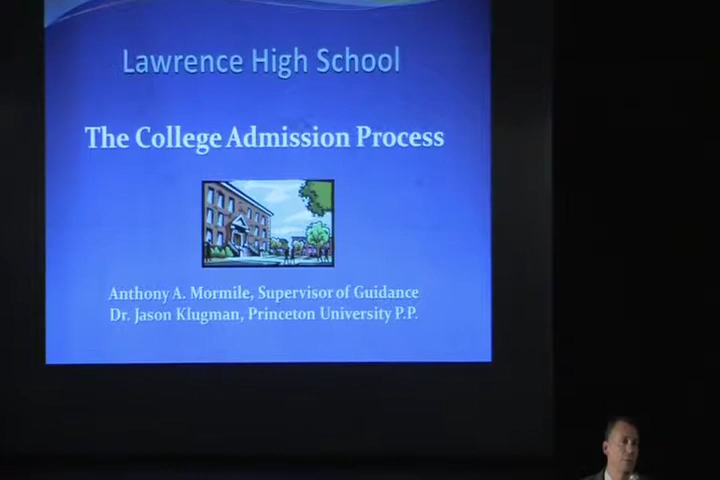 Lawrence High School
The College Admission Process
Anthony A. Mormile, Supervisor of Guidance
Dr. Jason Klugman, Princeton University P.P.